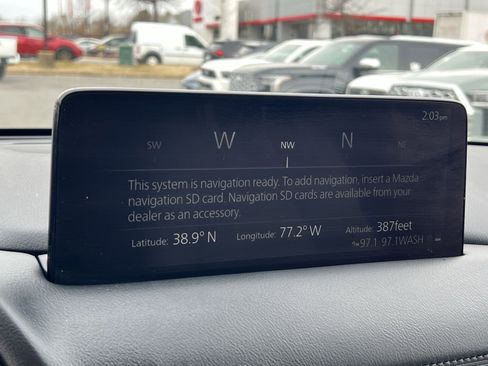 2:03pm
SW W NW N NE
This system is navigation ready. To add navigation, insert a Mazda
navigation SD card. Navigation SD cards are available from your
dealer as an accessory.
Latitude: 38.9° N Longitude: 77.2° W Altitude: 387feet
97.1, 97.1WASH